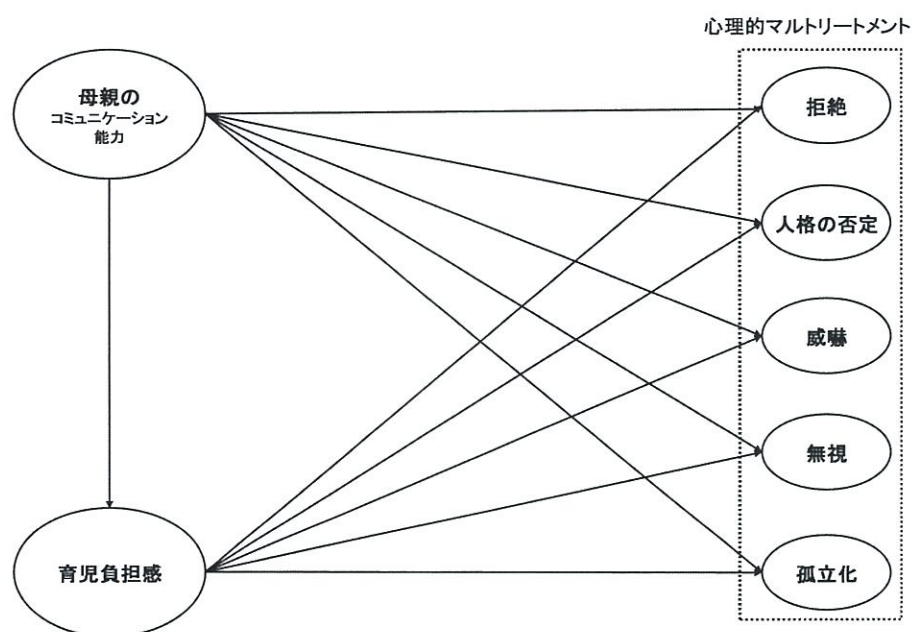 心理的マルトリートメント
母親の
コミュニケーション
能力
拒絶
人格の否定
威嚇
無視
育児負担感
孤立化